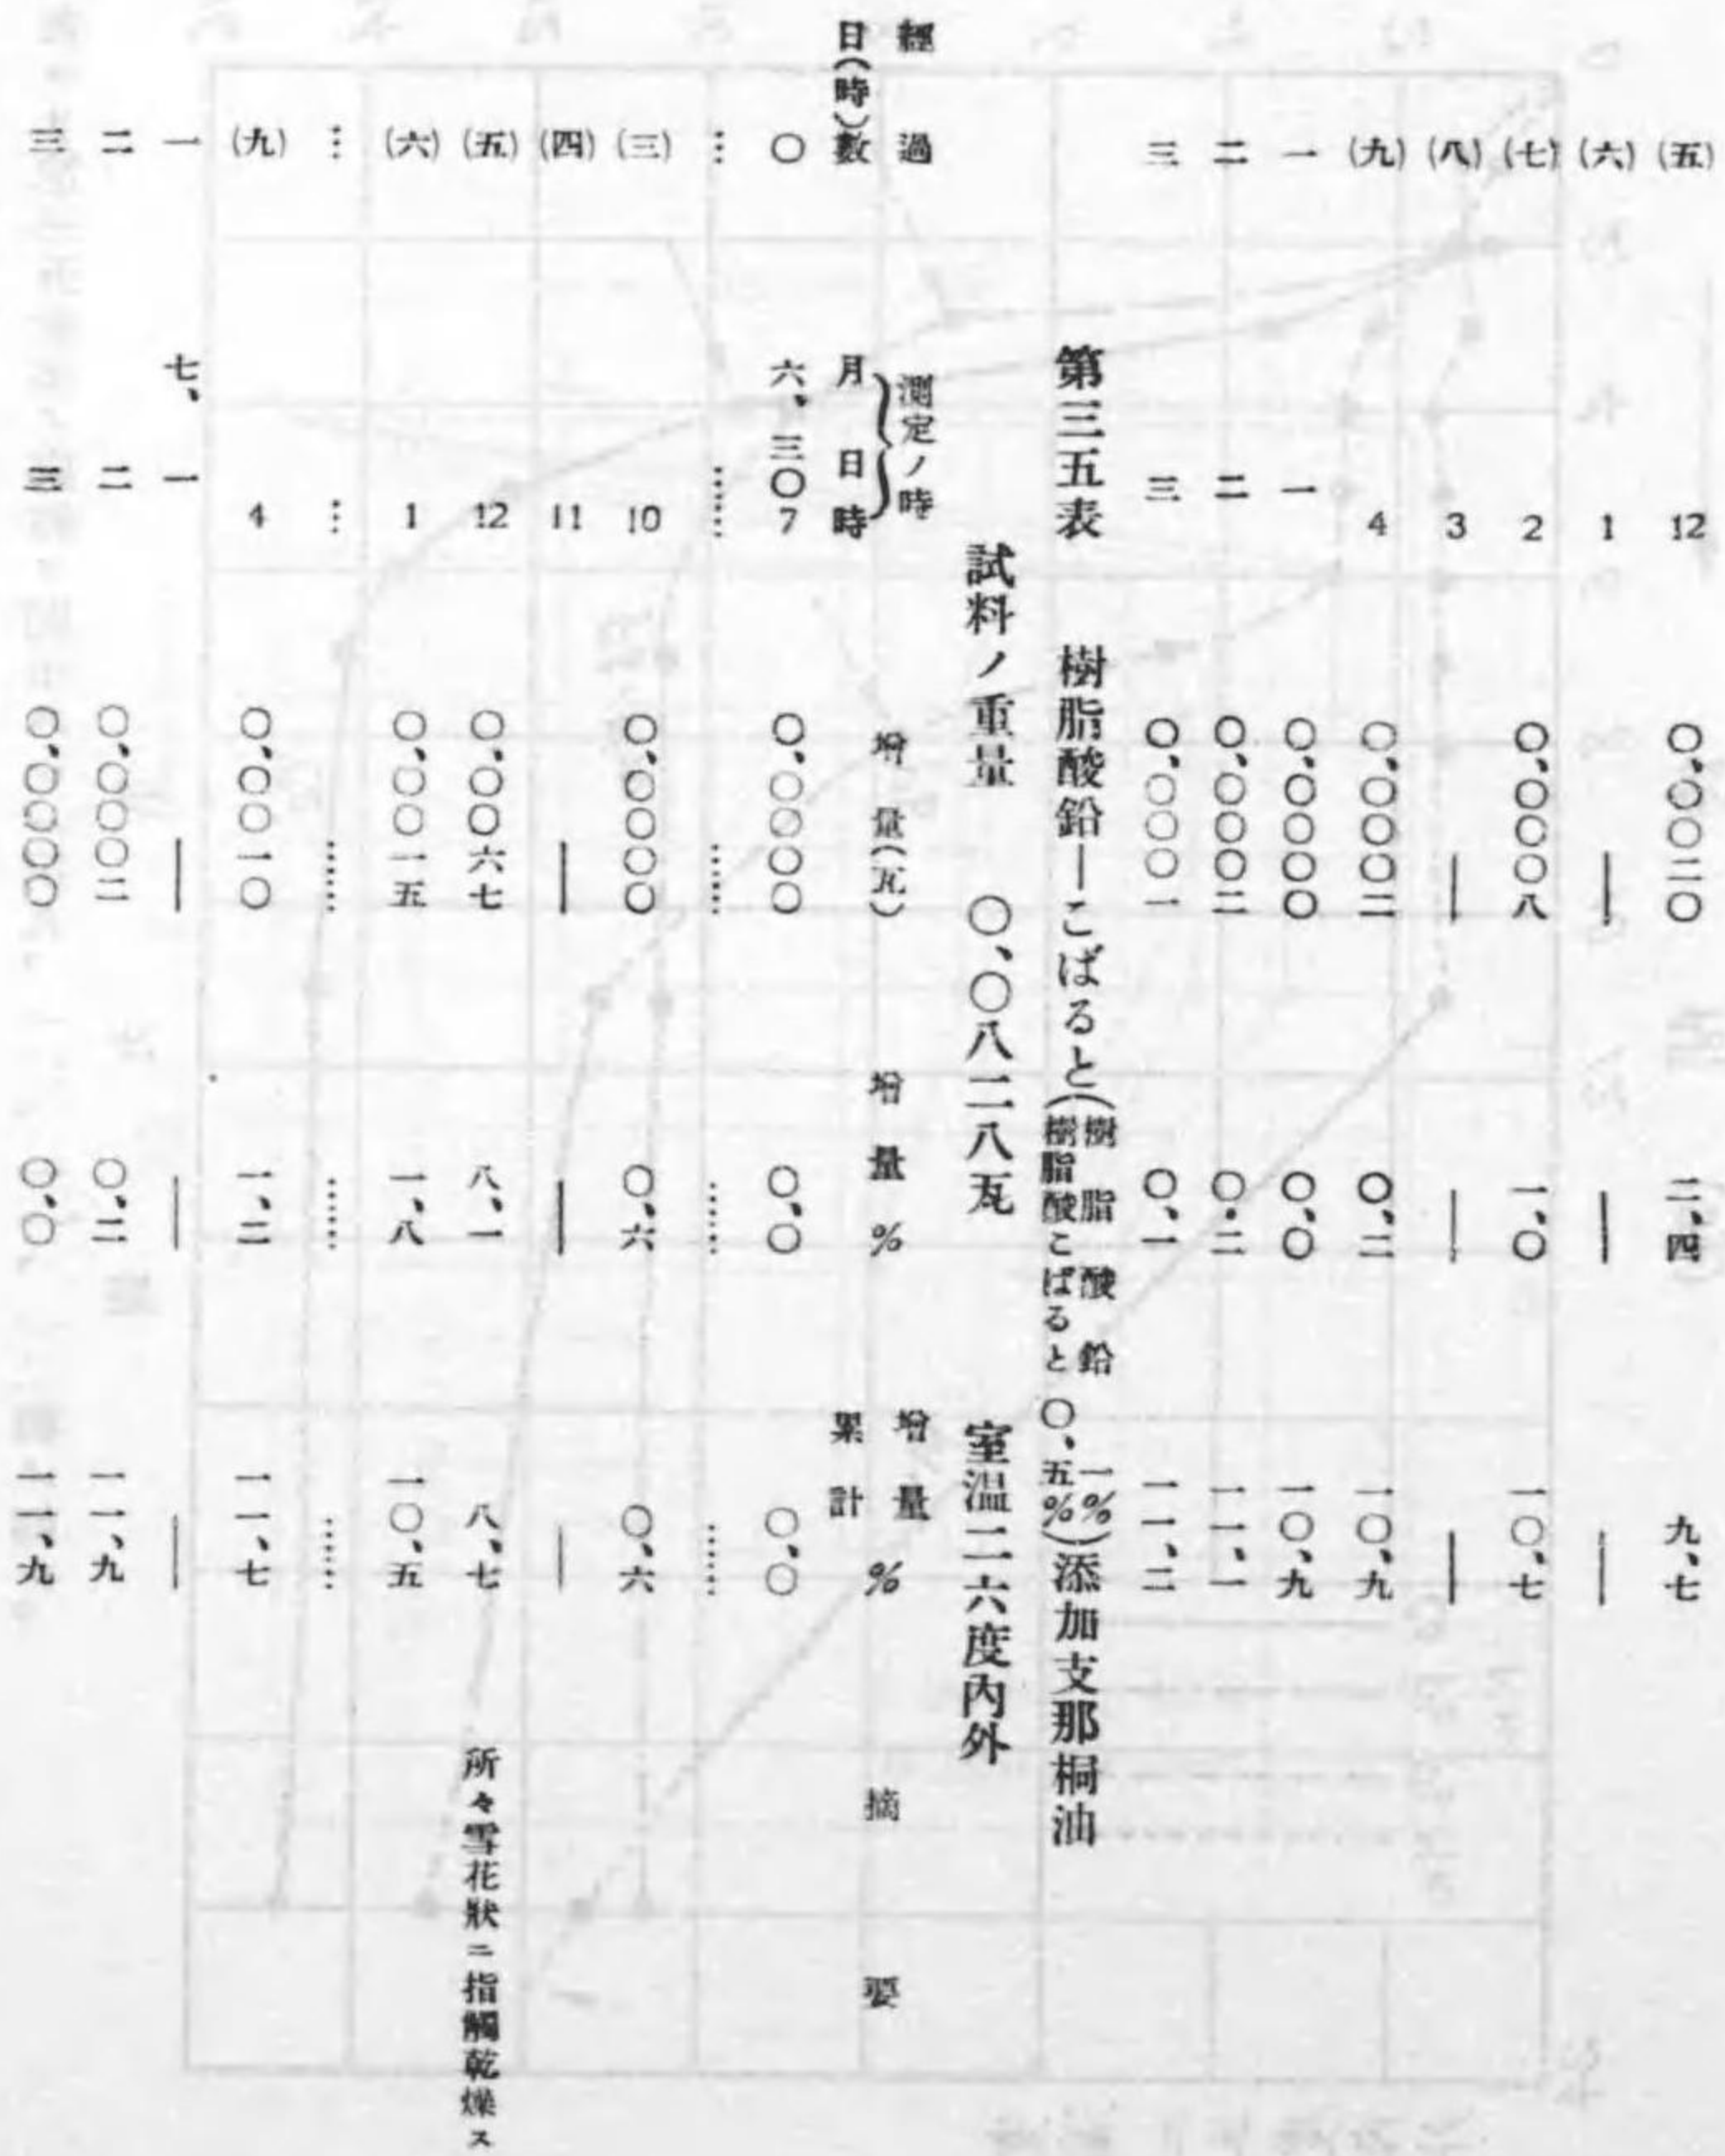 (五) 12 〇、〇〇二〇 二、四 九、七
(六) 1 — — —
(七) 2 〇、〇〇〇八 一、〇 一〇、七
(八) 3 — — —
(九) 4 〇、〇〇〇二 〇、二 一〇、九
一 一 〇、〇〇〇〇 〇、〇 一〇、九
二 二 〇、〇〇〇二 〇、二 一一、一
三 三 〇、〇〇〇一 〇、一 一一、二
第三五表 樹脂酸鉛—こばると(樹脂酸鉛 一% 樹脂酸こばると 〇、五%)添加支那桐油
試料ノ重量 〇、〇八二八瓦 室温二六度內外
經過日(時)數 測定ノ時 月日時 增量(瓦) 增量% 增量累計% 摘要
〇 六、三〇 7 〇、〇〇〇〇 〇、〇 〇、〇
… …… …… …… ……
(三) 10 〇、〇〇〇〇 〇、六 〇、六
(四) 11 — — —
(五) 12 〇、〇〇六七 八、一 八、七 所々雪花狀ニ指觸乾燥ス
(六) 1 〇、〇〇一五 一、八 一〇、五
… … …… …… ……
(九) 4 〇、〇〇一〇 一、二 一一、七
一 七、一 — — —
二 二 〇、〇〇〇二 〇、二 一一、九
三 三 〇、〇〇〇〇 〇、〇 一一、九